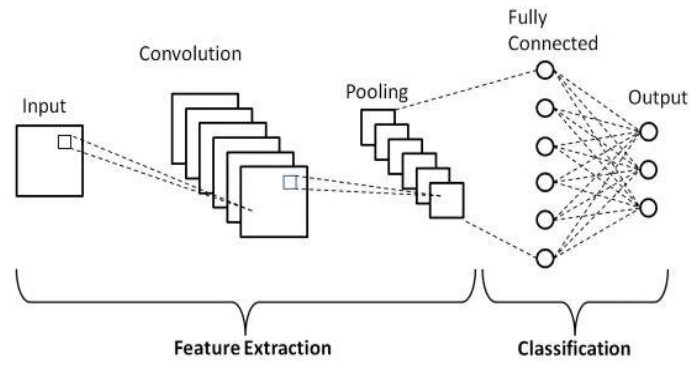 Fully
Connected
Convolution
Pooling
Output
Input
Feature Extraction
Classification